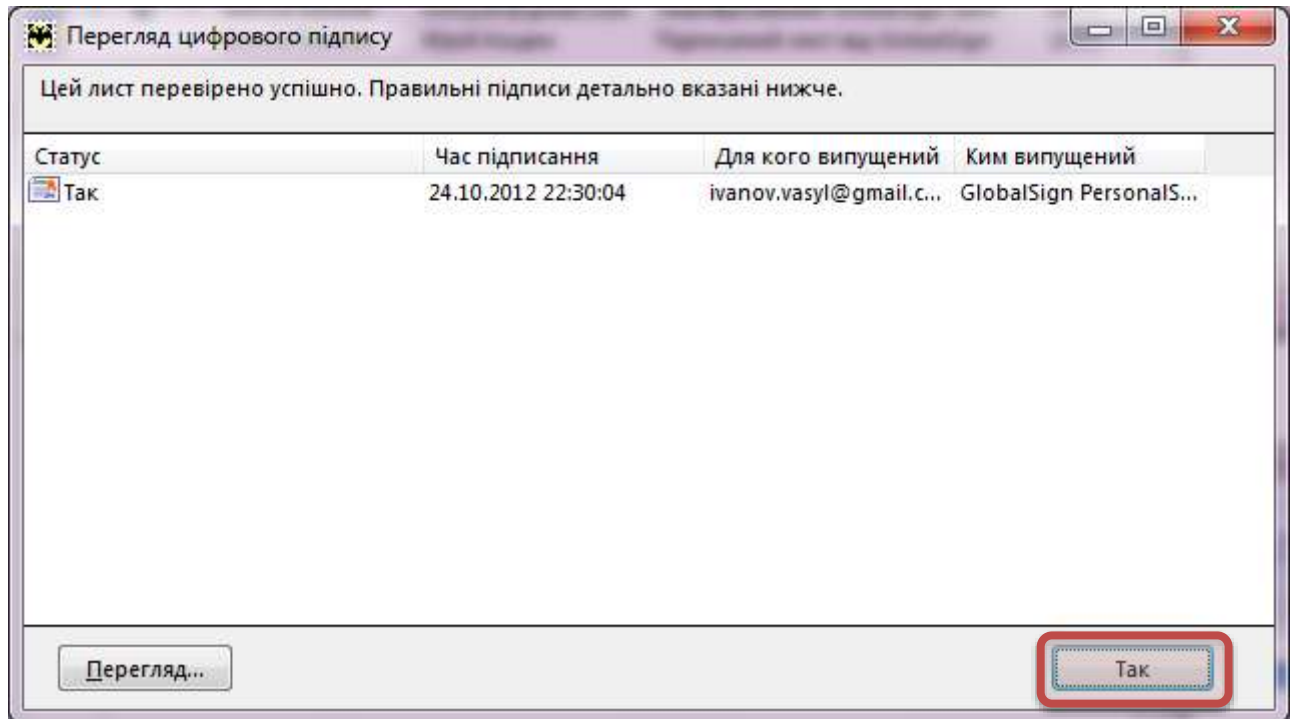 Перегляд цифрового підпису
Цей лист перевірено успішно. Правильні підписи детально вказані нижче.
Статус Час підписання Для кого випущений Ким випущений
Так 24.10.2012 22:30:04 ivanov.vasyl@gmail.c... GlobalSign PersonalS...
Перегляд... Так